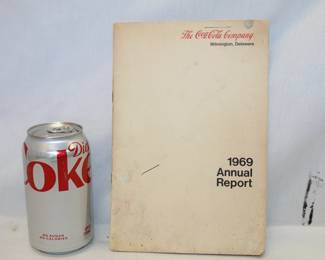 The Coca-Cola Company
Wilmington, Delaware
1969
Annual
Report
Diet
Coke